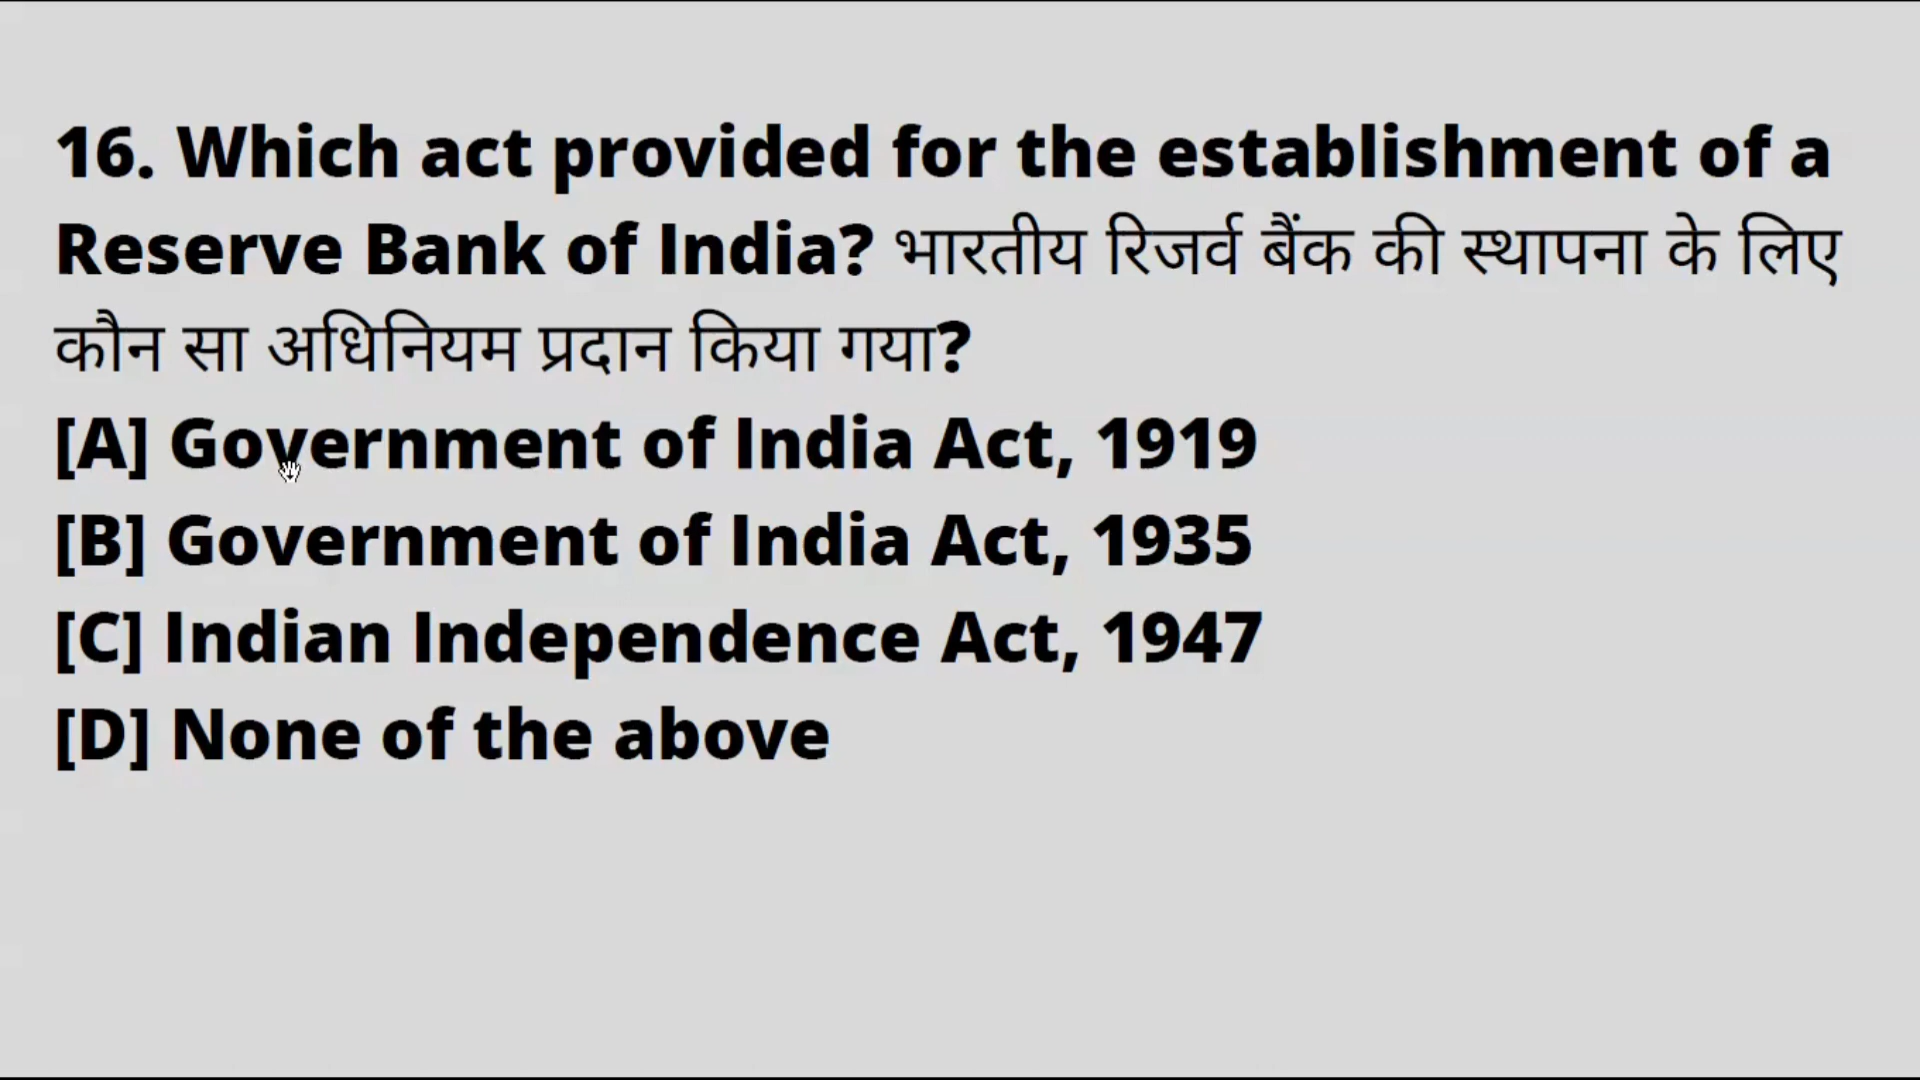 16. Which act provided for the establishment of a
Reserve Bank of India? भारतीय रिजर्व बैंक की स्थापना के लिए
कौन सा अधिनियम प्रदान किया गया?
[A] Government of India Act, 1919
[B] Government of India Act, 1935
[C] Indian Independence Act, 1947
[D] None of the above